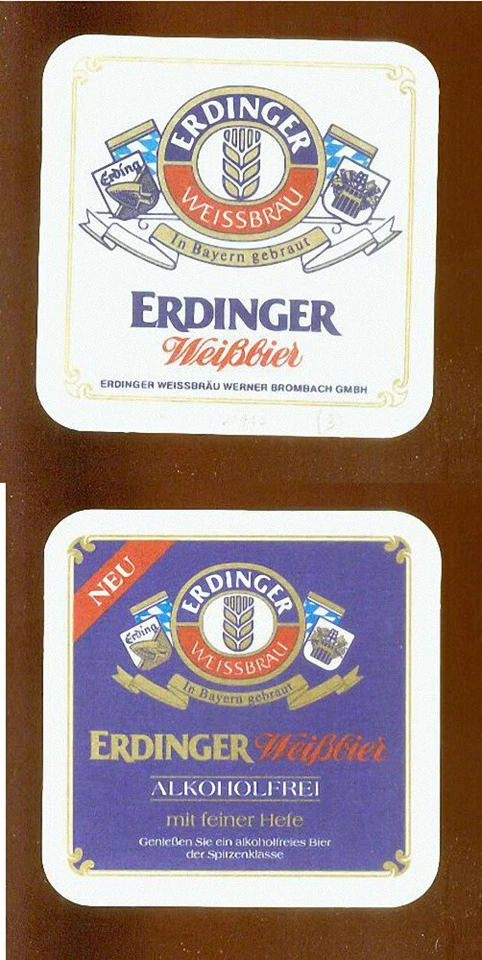 ERDINGER
Erding
WEISSBRÄU
In Bayern gebraut
ERDINGER
Weißbier
ERDINGER WEISSBRÄU WERNER BROMBACH GMBH
(3)
NEU
ERDINGER
Erding
WEISSBRÄU
In Bayern gebraut
ERDINGER Weißbier
ALKOHOLFREI
mit feiner Hefe
Genießen Sie ein alkoholfreies Bier
der Spitzenklasse